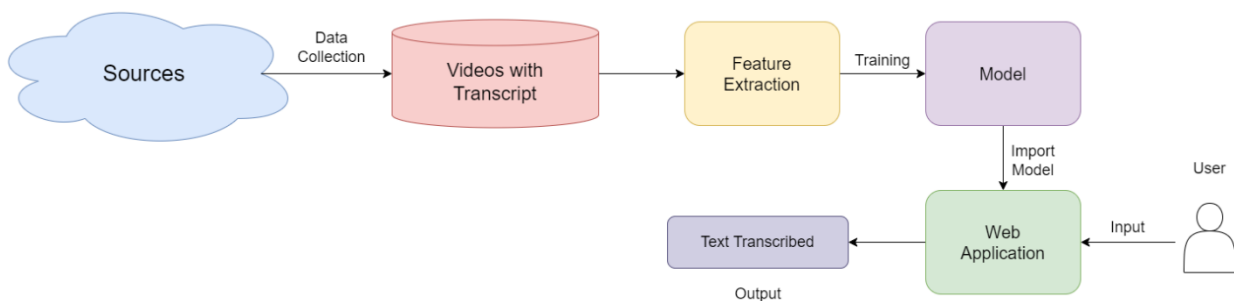 Sources
Data
Collection
Videos with
Transcript
Feature
Extraction
Training
Model
Import
Model
User
Web
Application
Input
Text Transcribed
Output